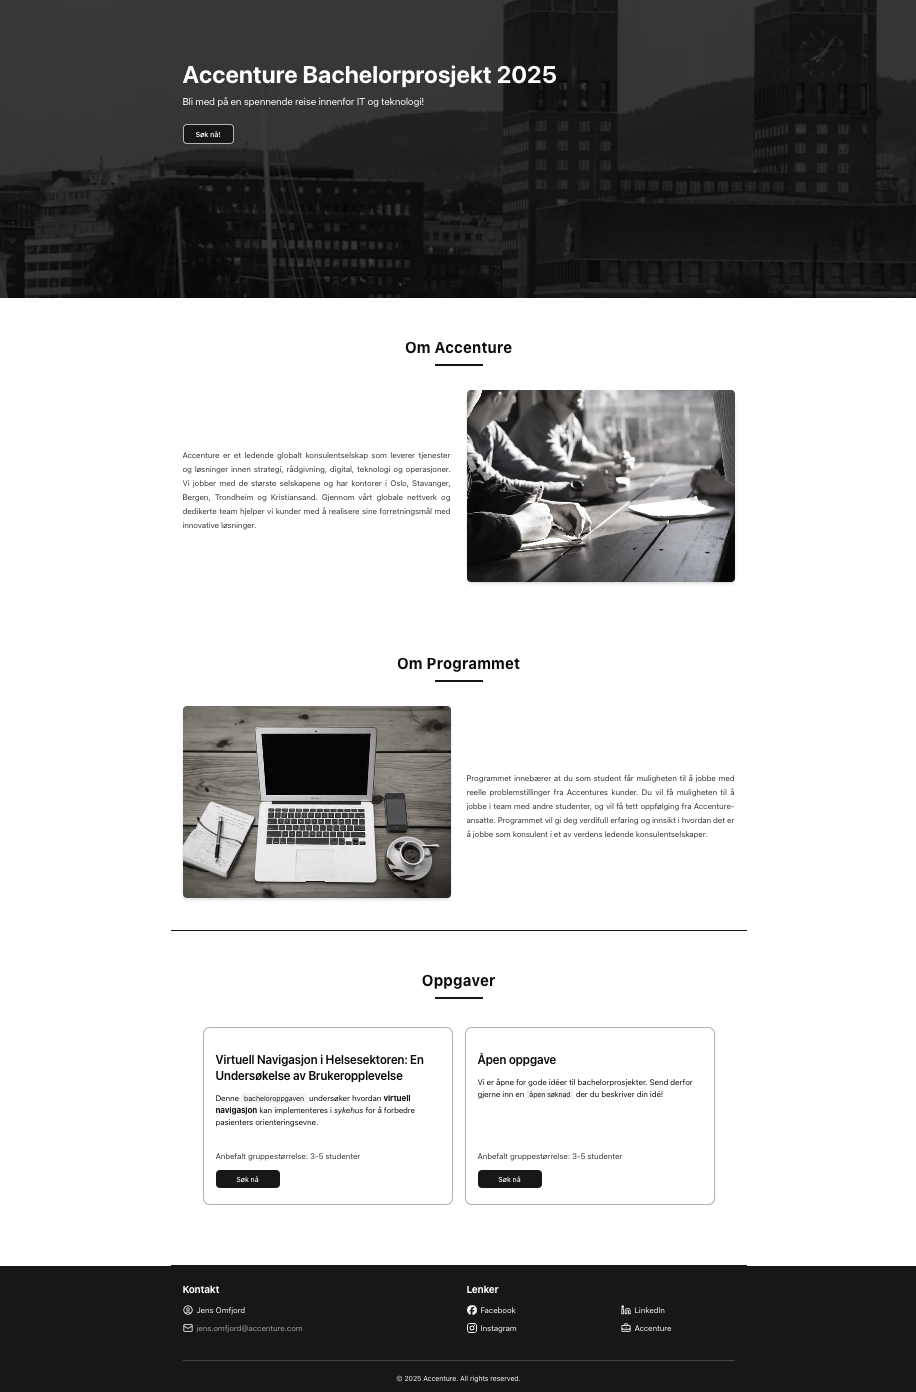 Accenture Bachelorprosjekt 2025
Bli med på en spennende reise innenfor IT og teknologi!
Søk nå!
Om Accenture
Accenture er et ledende globalt konsulentselskap som leverer tjenester
og løsninger innen strategi, rådgivning, digital, teknologi og operasjoner.
Vi jobber med de største selskapene og har kontorer i Oslo, Stavanger,
Bergen, Trondheim og Kristiansand. Gjennom vårt globale nettverk og
dedikerte team hjelper vi kunder med å realisere sine forretningsmål med
innovative løsninger.
Om Programmet
Programmet innebærer at du som student får muligheten til å jobbe med
reelle problemstillinger fra Accentures kunder. Du vil få muligheten til å
jobbe i team med andre studenter, og vil få tett oppfølging fra Accenture-
ansatte. Programmet vil gi deg verdifull erfaring og innsikt i hvordan det er
å jobbe som konsulent i et av verdens ledende konsulentselskaper.
Oppgaver
Virtuell Navigasjon i Helsesektoren: En
Undersøkelse av Brukeropplevelse
Denne bacheloroppgaven undersøker hvordan virtuell
navigasjon kan implementeres i sykehus for å forbedre
pasienters orienteringsevne.
Anbefalt gruppestørrelse: 3-5 studenter
Søk nå
Åpen oppgave
Vi er åpne for gode idéer til bachelorprosjekter. Send derfor
gjerne inn en åpen søknad der du beskriver din idé!
Anbefalt gruppestørrelse: 3-5 studenter
Søk nå
Kontakt
Jens Omfjord
jens.omfjord@accenture.com
Lenker
Facebook
LinkedIn
Instagram
Accenture
© 2025 Accenture. All rights reserved.